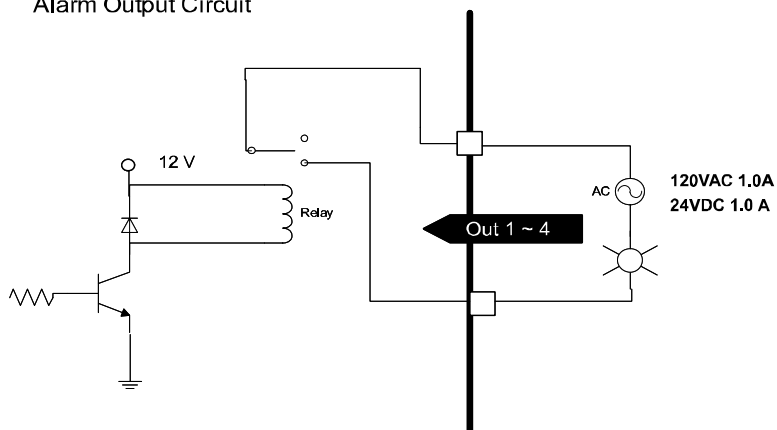 Alarm Output Circuit
12 V
Relay
Out 1 ~ 4
AC
120VAC 1.0A
24VDC 1.0 A